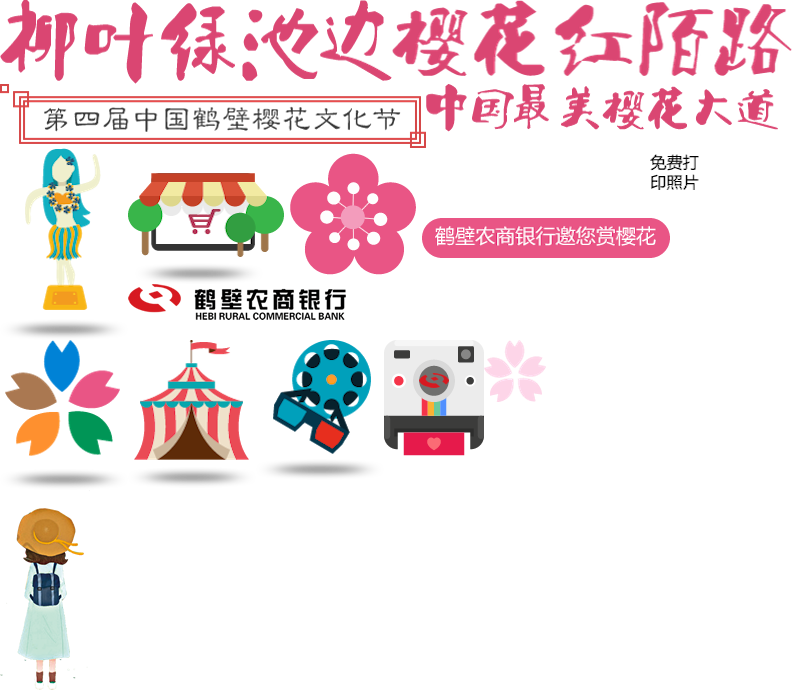 柳叶绿池边樱花红陌路
中国最美樱花大道
第四届中国鹤壁樱花文化节
免费打
印照片
鹤壁农商银行邀您赏樱花
鹤壁农商银行
HEBI RURAL COMMERCIAL BANK